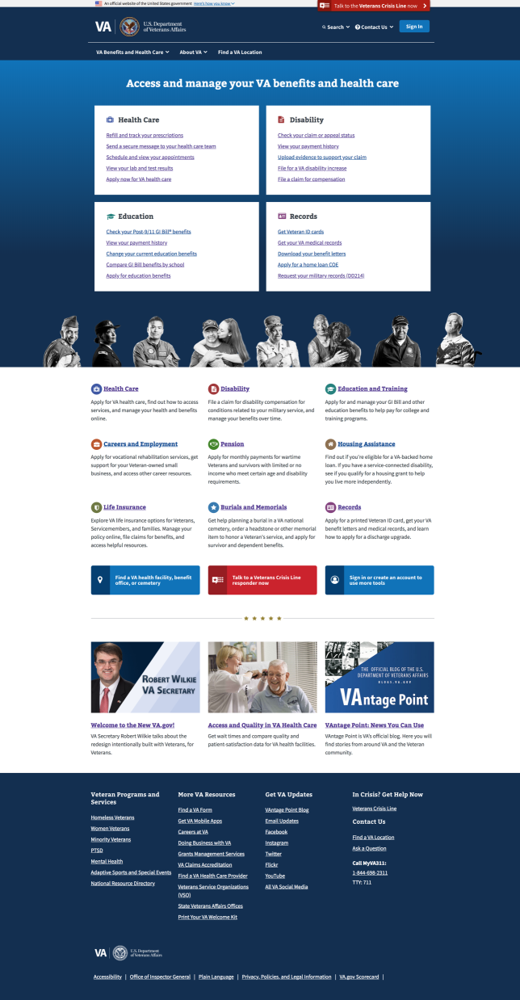 An official website of the United States government Here's how you know
Talk to the Veterans Crisis Line now
VA
U.S. Department
of Veterans Affairs
Search
Contact Us
Sign In
VA Benefits and Health Care
About VA
Find a VA Location
Access and manage your VA benefits and health care
Health Care
Refill and track your prescriptions
Send a secure message to your health care team
Schedule and view your appointments
View your lab and test results
Apply now for VA health care
Disability
Check your claim or appeal status
View your payment history
Upload evidence to support your claim
File for a VA disability increase
File a claim for compensation
Education
Check your Post-9/11 GI Bill® benefits
View your payment history
Change your current education benefits
Compare GI Bill benefits by school
Apply for education benefits
Records
Get Veteran ID cards
Get your VA medical records
Download your benefit letters
Apply for a home loan COE
Request your military records (DD214)
Health Care
Apply for VA health care, find out how to access
services, and manage your health and benefits
online.
Disability
File a claim for disability compensation for
conditions related to your military service, and
manage your benefits over time.
Education and Training
Apply for and manage your GI Bill and other
education benefits to help pay for college and
training programs.
Careers and Employment
Apply for vocational rehabilitation services, get
support for your Veteran-owned small
business, and access other career resources.
Pension
Apply for monthly payments for wartime
Veterans and survivors with limited or no
income who meet certain age and disability
requirements.
Housing Assistance
Find out if you're eligible for a VA-backed home
loan. If you have a service-connected disability,
see if you qualify for a housing grant to help
you live more independently.
Life Insurance
Explore VA life insurance options for Veterans,
Servicemembers, and families. Manage your
policy online, file claims for benefits, and
access helpful resources.
Burials and Memorials
Get help planning a burial in a VA national
cemetery, order a headstone or other memorial
item to honor a Veteran's service, and apply for
survivor and dependent benefits.
Records
Apply for a printed Veteran ID card, get your VA
benefit letters and medical records, and learn
how to apply for a discharge upgrade.
Find a VA health facility, benefit
office, or cemetery
Talk to a Veterans Crisis Line
responder now
Sign in or create an account to
use more tools
ROBERT WILKIE
VA SECRETARY
THE OFFICIAL BLOG OF THE U.S.
DEPARTMENT OF VETERANS AFFAIRS
BLOGS.VA.GOV
VAntage Point
Welcome to the New VA.gov!
VA Secretary Robert Wilkie talks about the
redesign intentionally built with Veterans, for
Veterans.
Access and Quality in VA Health Care
Get wait times and compare quality and
patient-satisfaction data for VA health facilities.
VAntage Point: News You Can Use
VAntage Point is VA's official blog. Here you will
find stories from around VA and the Veteran
community.
Veteran Programs and
Services
Homeless Veterans
Women Veterans
Minority Veterans
PTSD
Mental Health
Adaptive Sports and Special Events
National Resource Directory
More VA Resources
Find a VA Form
Get VA Mobile Apps
Careers at VA
Doing Business with VA
Grants Management Services
VA Claims Accreditation
Find a VA Health Care Provider
Veterans Service Organizations
(VSO)
State Veterans Affairs Offices
Print Your VA Welcome Kit
Get VA Updates
VAntage Point Blog
Email Updates
Facebook
Instagram
Twitter
Flickr
YouTube
All VA Social Media
In Crisis? Get Help Now
Veterans Crisis Line
Contact Us
Find a VA Location
Ask a Question
Call MyVA311:
1-844-698-2311
TTY: 711
VA
U.S. Department
of Veterans Affairs
Accessibility | Office of Inspector General | Plain Language | Privacy, Policies, and Legal Information | VA.gov Scorecard |